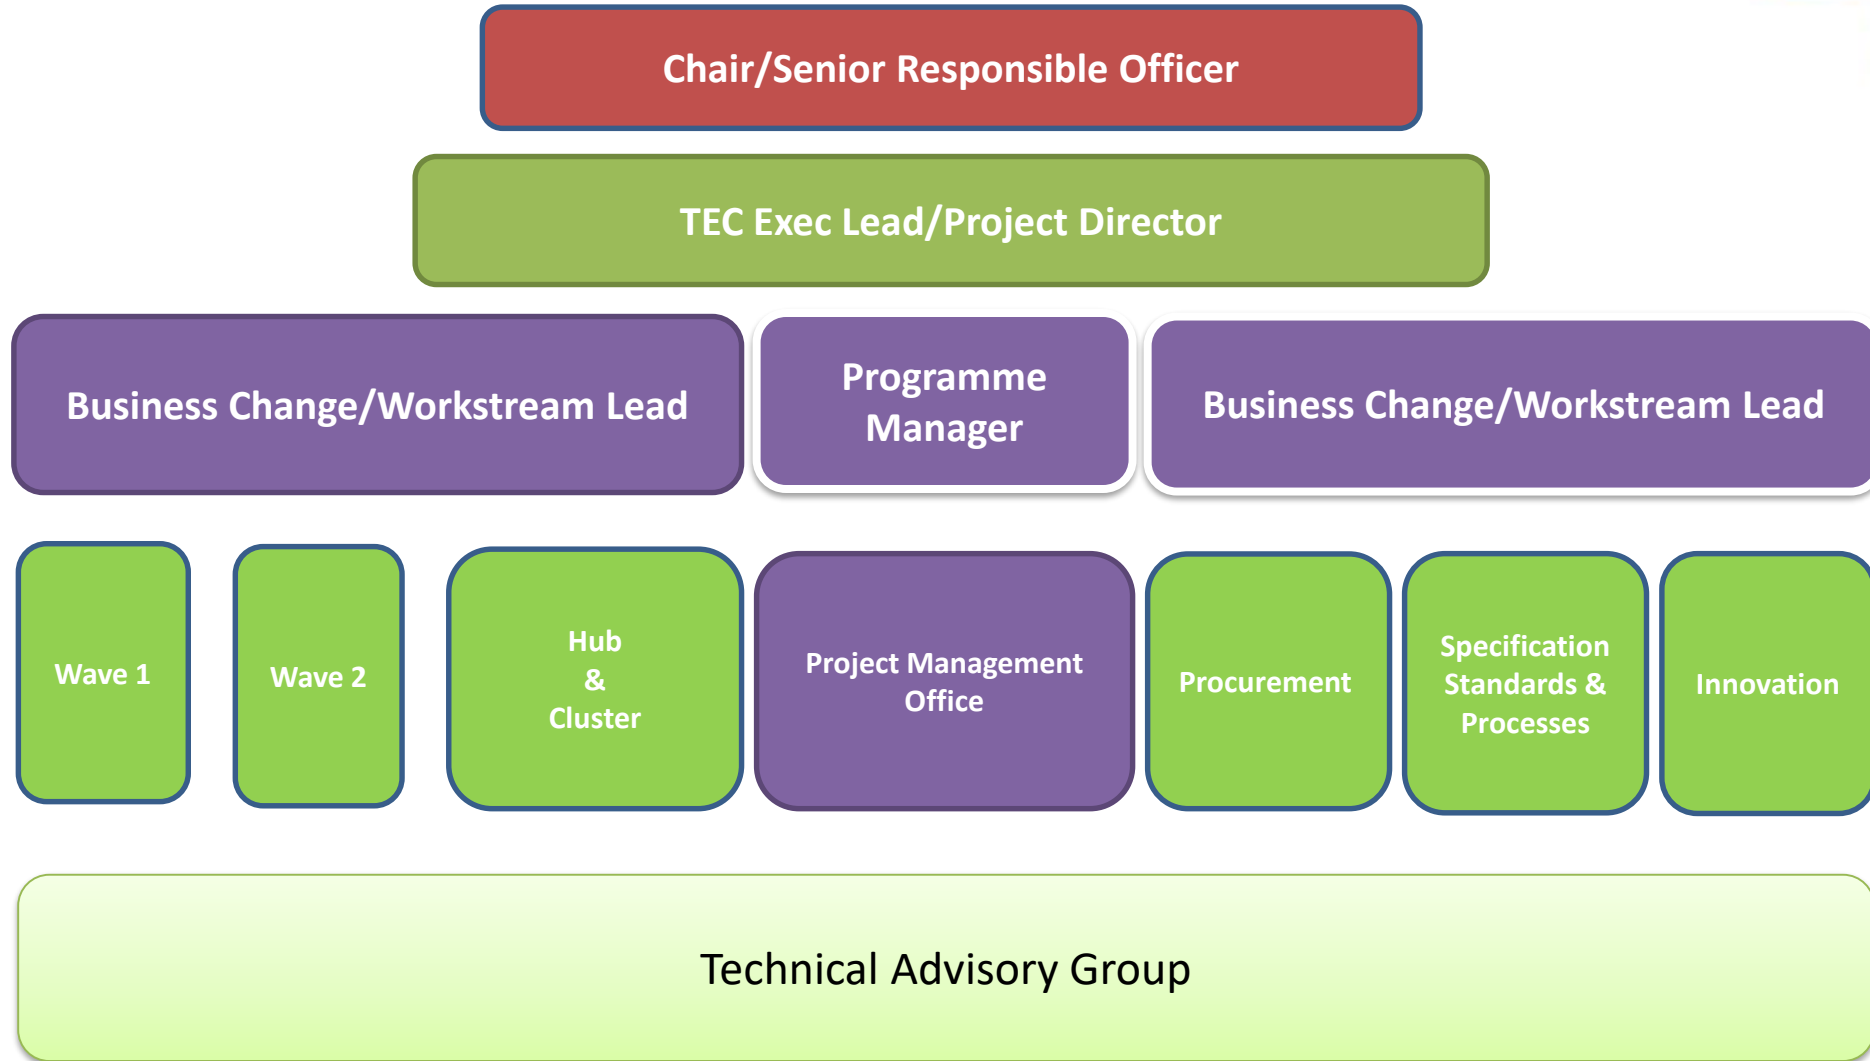 Chair/Senior Responsible Officer
TEC Exec Lead/Project Director
Business Change/Workstream Lead
Programme
Manager
Business Change/Workstream Lead
Wave 1
Wave 2
Hub
&
Cluster
Project Management
Office
Procurement
Specification
Standards &
Processes
Innovation
Technical Advisory Group